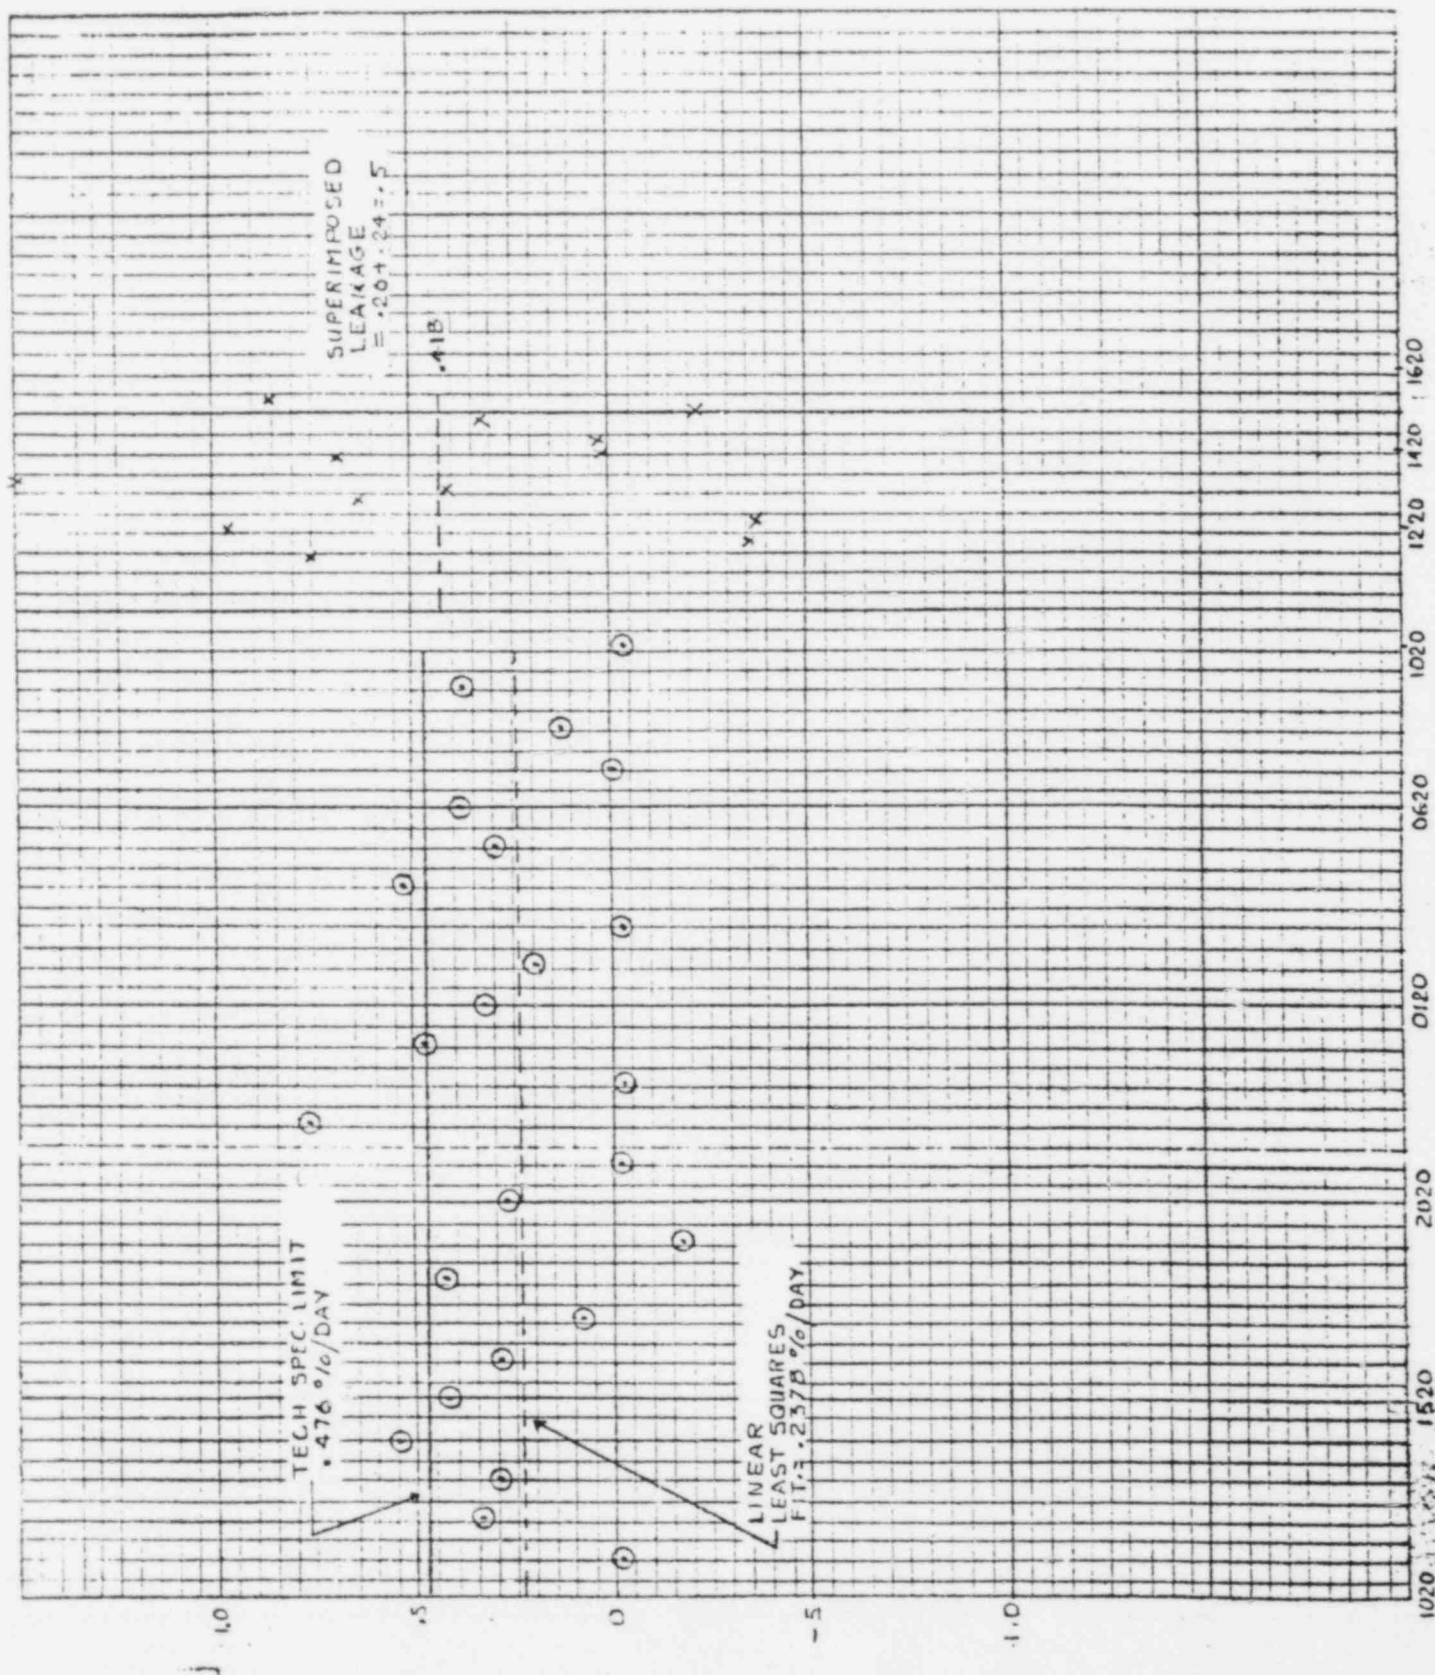 SUPERIMPOSED
LEAKAGE
= .26+.24=.5
.418
TECH SPEC. LIMIT
.476 %/DAY
LINEAR
LEAST SQUARES
FIT = .2378 %/DAY
1.0
.5
0
-.5
-1.0
1020
1520
2020
0120
0620
1020
1220
1420
1620